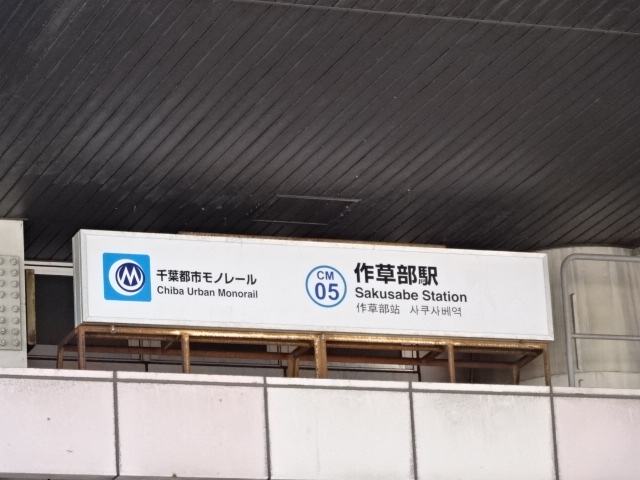 千葉都市モノレール
Chiba Urban Monorail
CM
05
作草部駅
Sakusabe Station
作草部站 사쿠사베역